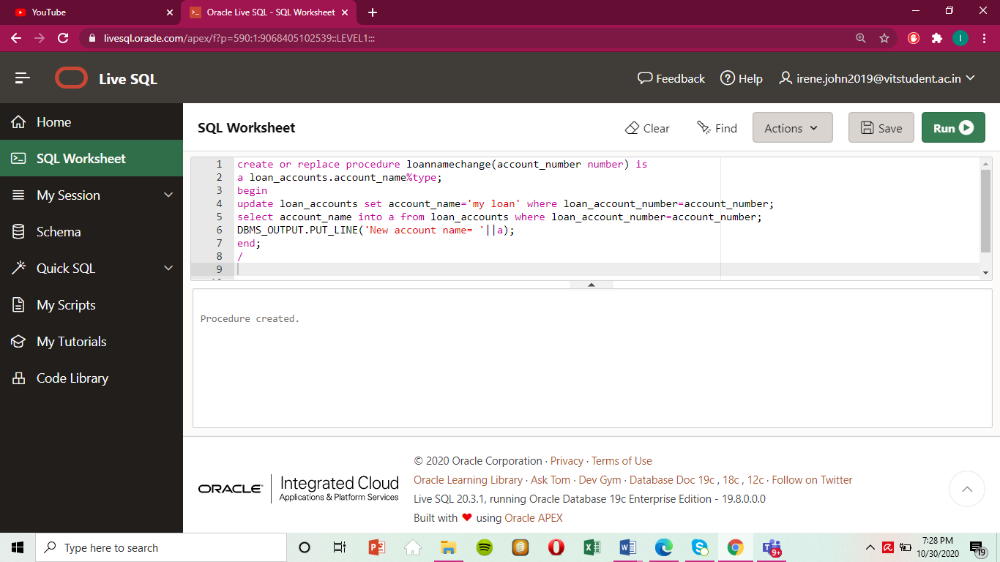 YouTube
Oracle Live SQL - SQL Worksheet
livesql.oracle.com/apex/f?p=590:1:9068405102539::LEVEL1:::
I
Live SQL
Feedback
Help
irene.john2019@vitstudent.ac.in
Home
SQL Worksheet
My Session
Schema
Quick SQL
My Scripts
My Tutorials
Code Library
SQL Worksheet
Clear
Find
Actions
Save
Run
1 create or replace procedure loannamechange(account_number number) is
2 a loan_accounts.account_name%type;
3 begin
4 update loan_accounts set account_name='my loan' where loan_account_number=account_number;
5 select account_name into a from loan_accounts where loan_account_number=account_number;
6 DBMS_OUTPUT.PUT_LINE('New account name= '||a);
7 end;
8 /
9
Procedure created.
ORACLE
Integrated Cloud
Applications & Platform Services
© 2020 Oracle Corporation · Privacy · Terms of Use
Oracle Learning Library · Ask Tom · Dev Gym · Database Doc 19c , 18c , 12c · Follow on Twitter
Live SQL 20.3.1, running Oracle Database 19c Enterprise Edition - 19.8.0.0.0
Built with ❤ using Oracle APEX
Type here to search
9+
7:28 PM
10/30/2020
19